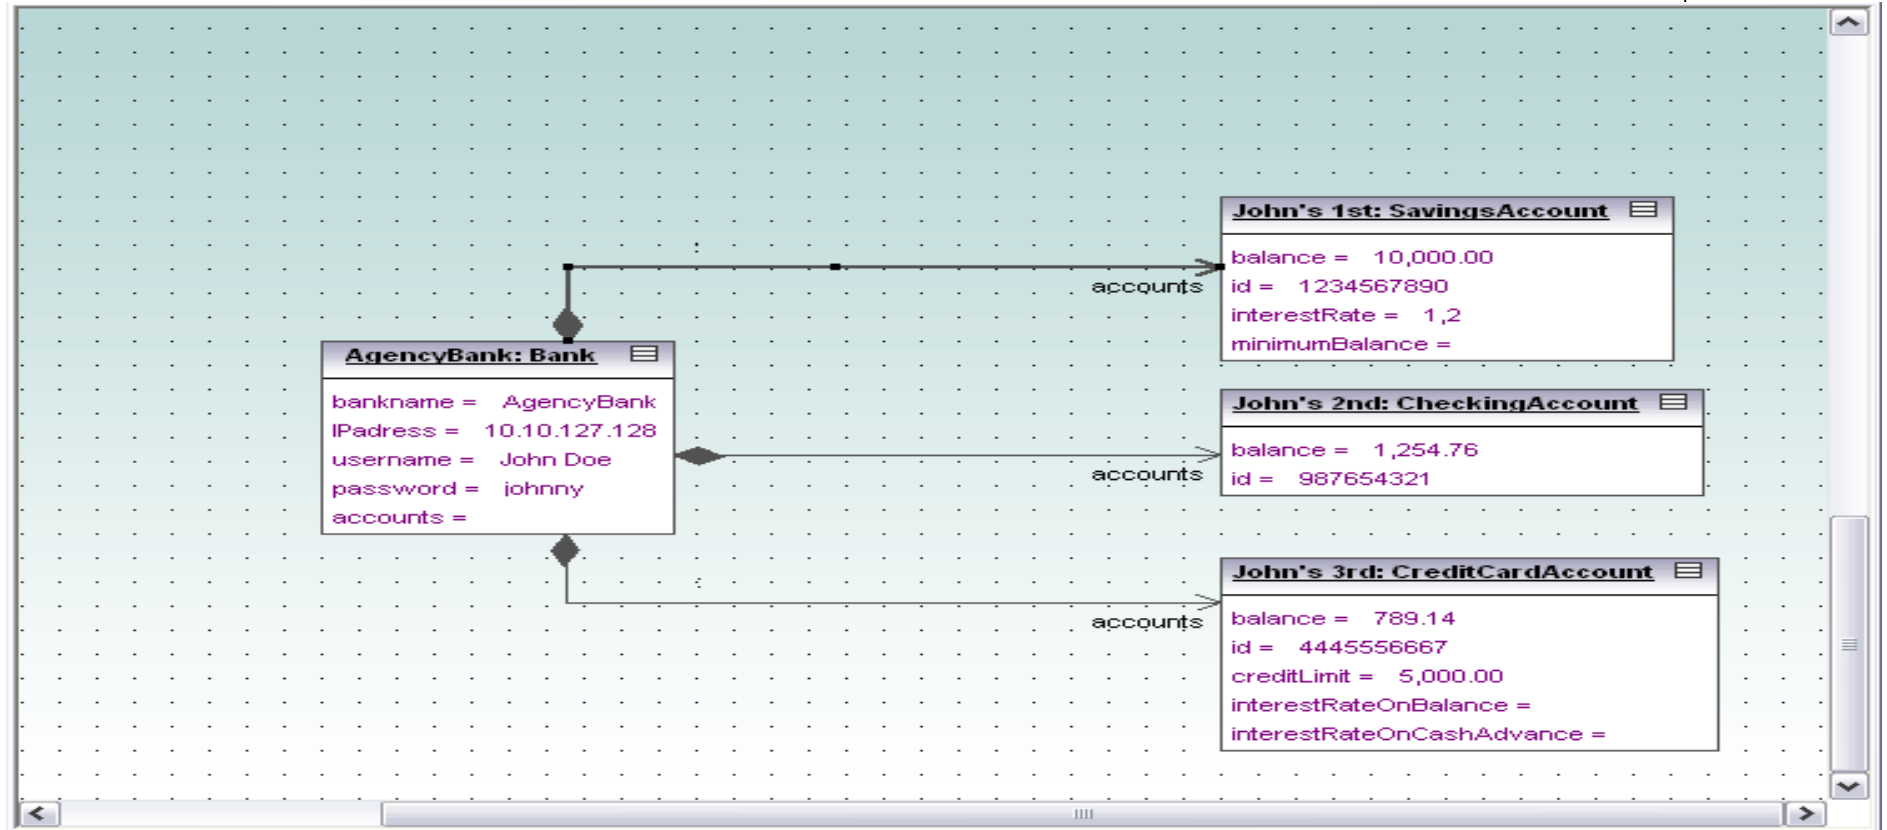 John's 1st: SavingsAccount
balance = 10,000.00
id = 1234567890
interestRate = 1,2
minimumBalance =
accounts
AgencyBank: Bank
bankname = AgencyBank
IPadress = 10.10.127.128
username = John Doe
password = johnny
accounts =
John's 2nd: CheckingAccount
balance = 1,254.76
id = 987654321
accounts
John's 3rd: CreditCardAccount
balance = 789.14
id = 4445556667
creditLimit = 5,000.00
interestRateOnBalance =
interestRateOnCashAdvance =
accounts